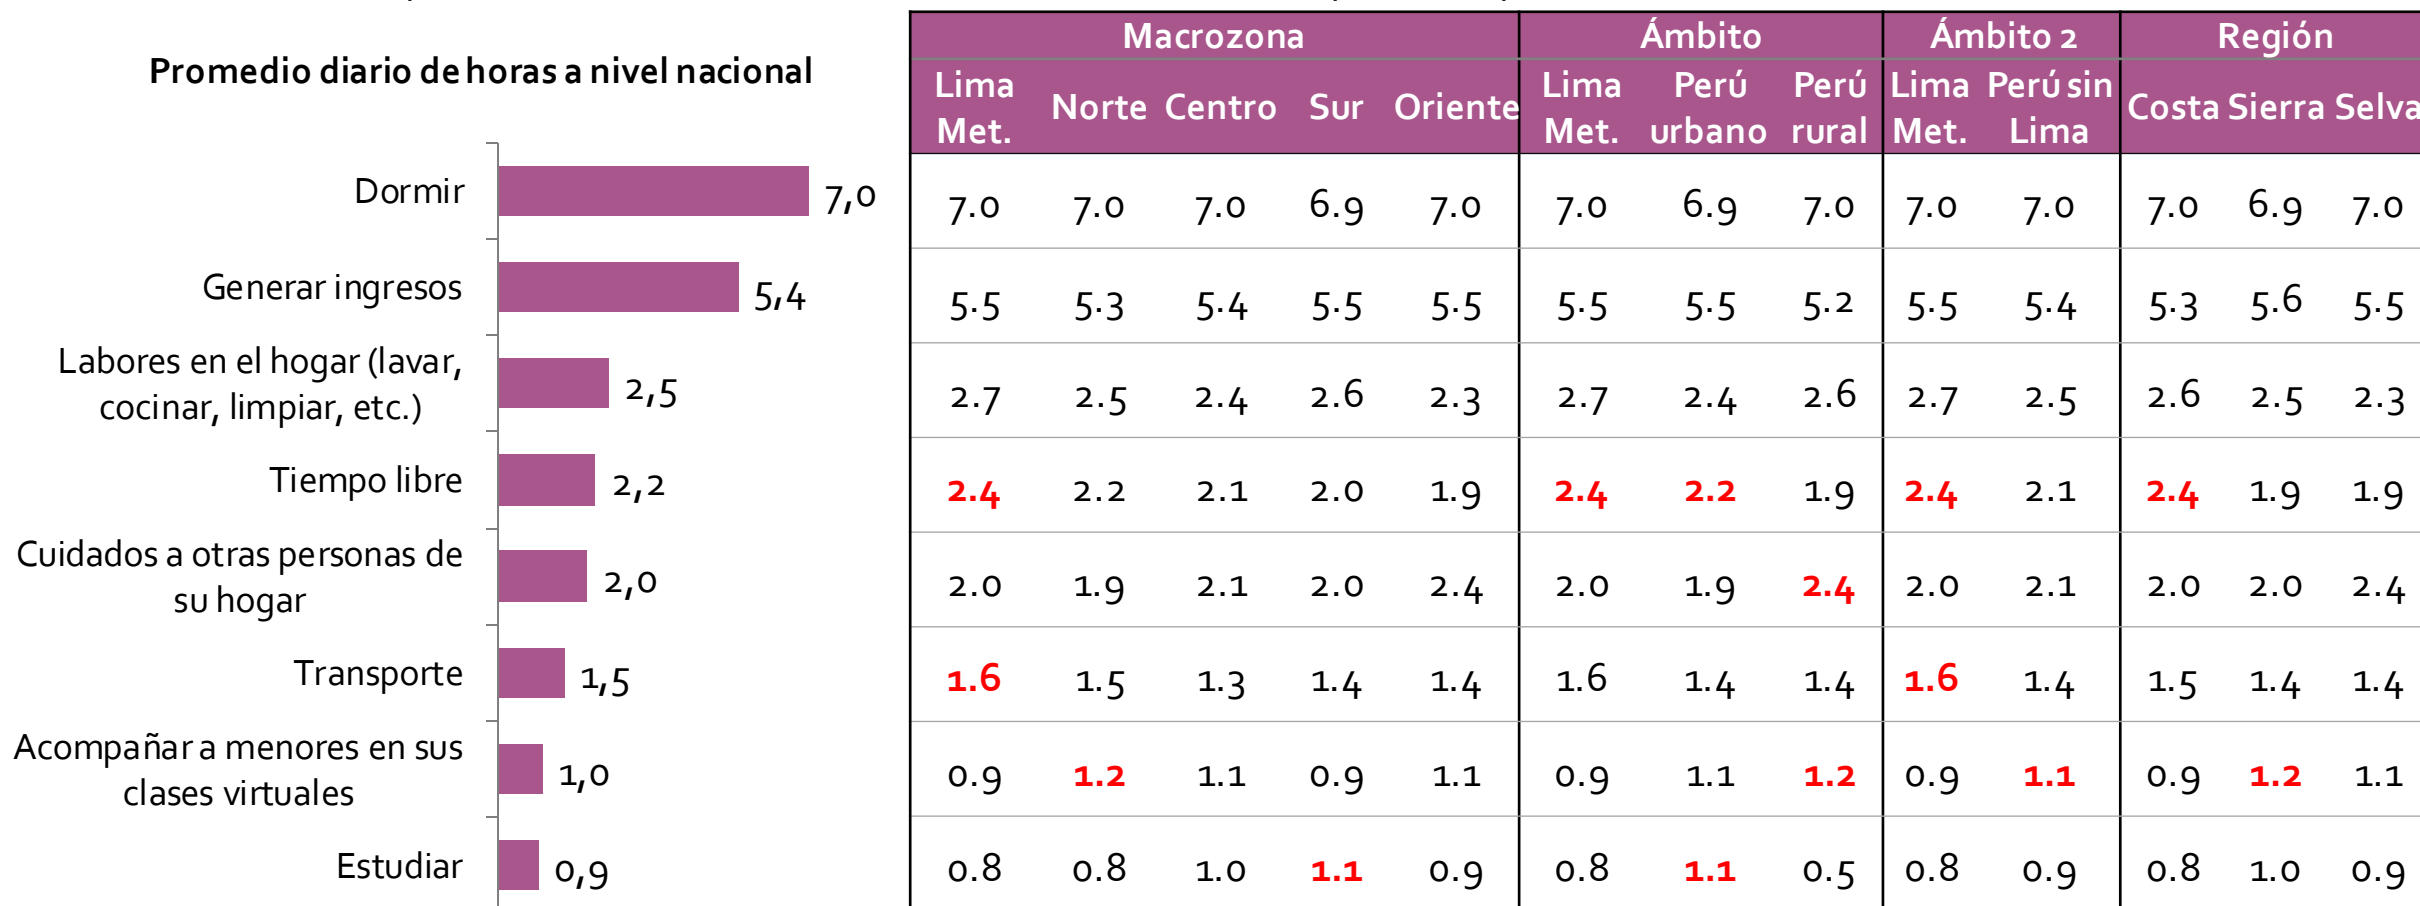 Promedio diario de horas a nivel nacional
Macrozona Ámbito Ámbito 2 Región
Lima Met. Norte Centro Sur Oriente Lima Met. Perú urbano Perú rural Lima Met. Perú sin Lima Costa Sierra Selva
Dormir 7,0 7.0 7.0 7.0 6.9 7.0 7.0 6.9 7.0 7.0 7.0 7.0 6.9 7.0
Generar ingresos 5,4 5.5 5.3 5.4 5.5 5.5 5.5 5.5 5.2 5.5 5.4 5.3 5.6 5.5
Labores en el hogar (lavar,
cocinar, limpiar, etc.) 2,5 2.7 2.5 2.4 2.6 2.3 2.7 2.4 2.6 2.7 2.5 2.6 2.5 2.3
Tiempo libre 2,2 2.4 2.2 2.1 2.0 1.9 2.4 2.2 1.9 2.4 2.1 2.4 1.9 1.9
Cuidados a otras personas de
su hogar 2,0 2.0 1.9 2.1 2.0 2.4 2.0 1.9 2.4 2.0 2.1 2.0 2.0 2.4
Transporte 1,5 1.6 1.5 1.3 1.4 1.4 1.6 1.4 1.4 1.6 1.4 1.5 1.4 1.4
Acompañar a menores en sus
clases virtuales 1,0 0.9 1.2 1.1 0.9 1.1 0.9 1.1 1.2 0.9 1.1 0.9 1.2 1.1
Estudiar 0,9 0.8 0.8 1.0 1.1 0.9 0.8 1.1 0.5 0.8 0.9 0.8 1.0 0.9